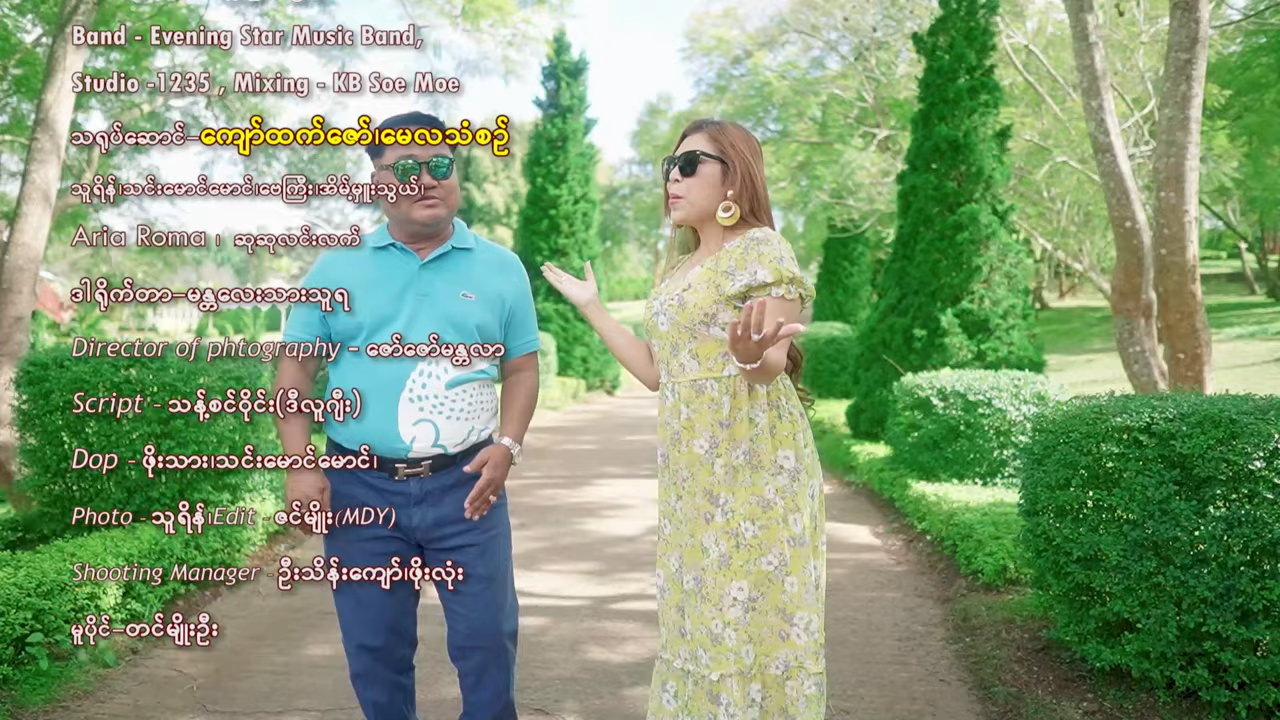 Band - Evening Star Music Band,
Studio -1235 , Mixing - KB Soe Moe
သရုပ်ဆောင်–ကျော်ထက်ဇော်၊မေလသံစဉ်
သူရိန်၊သင်းမောင်မောင်၊ဗေကြီး၊အိမ့်မှူးသွယ်၊
Aria Roma ၊ ဆုဆုလင်းလက်
ဒါရိုက်တာ–မန္တလေးသားသူရ
Director of phtography - ဇော်ဇော်မန္တလာ
Script - သန့်စင်ဝိုင်း(ဒီလူဂျီး)
Dop - ဖိုးသား၊သင်းမောင်မောင်၊
Photo - သူရိန်၊Edit - ဇင်မျိုး(MDY)
Shooting Manager - ဦးသိန်းကျော်၊ဖိုးလုံး
မူပိုင်–တင်မျိုးဦး